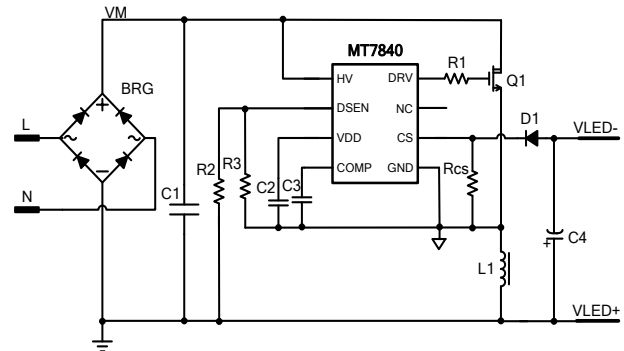 VM
MT7840
BRG
R1
Q1
HV
DRV
DSEN
NC
L
VDD
CS
D1
VLED-
COMP
GND
R2
R3
C2
C3
Rcs
C1
N
+
C4
L1
VLED+